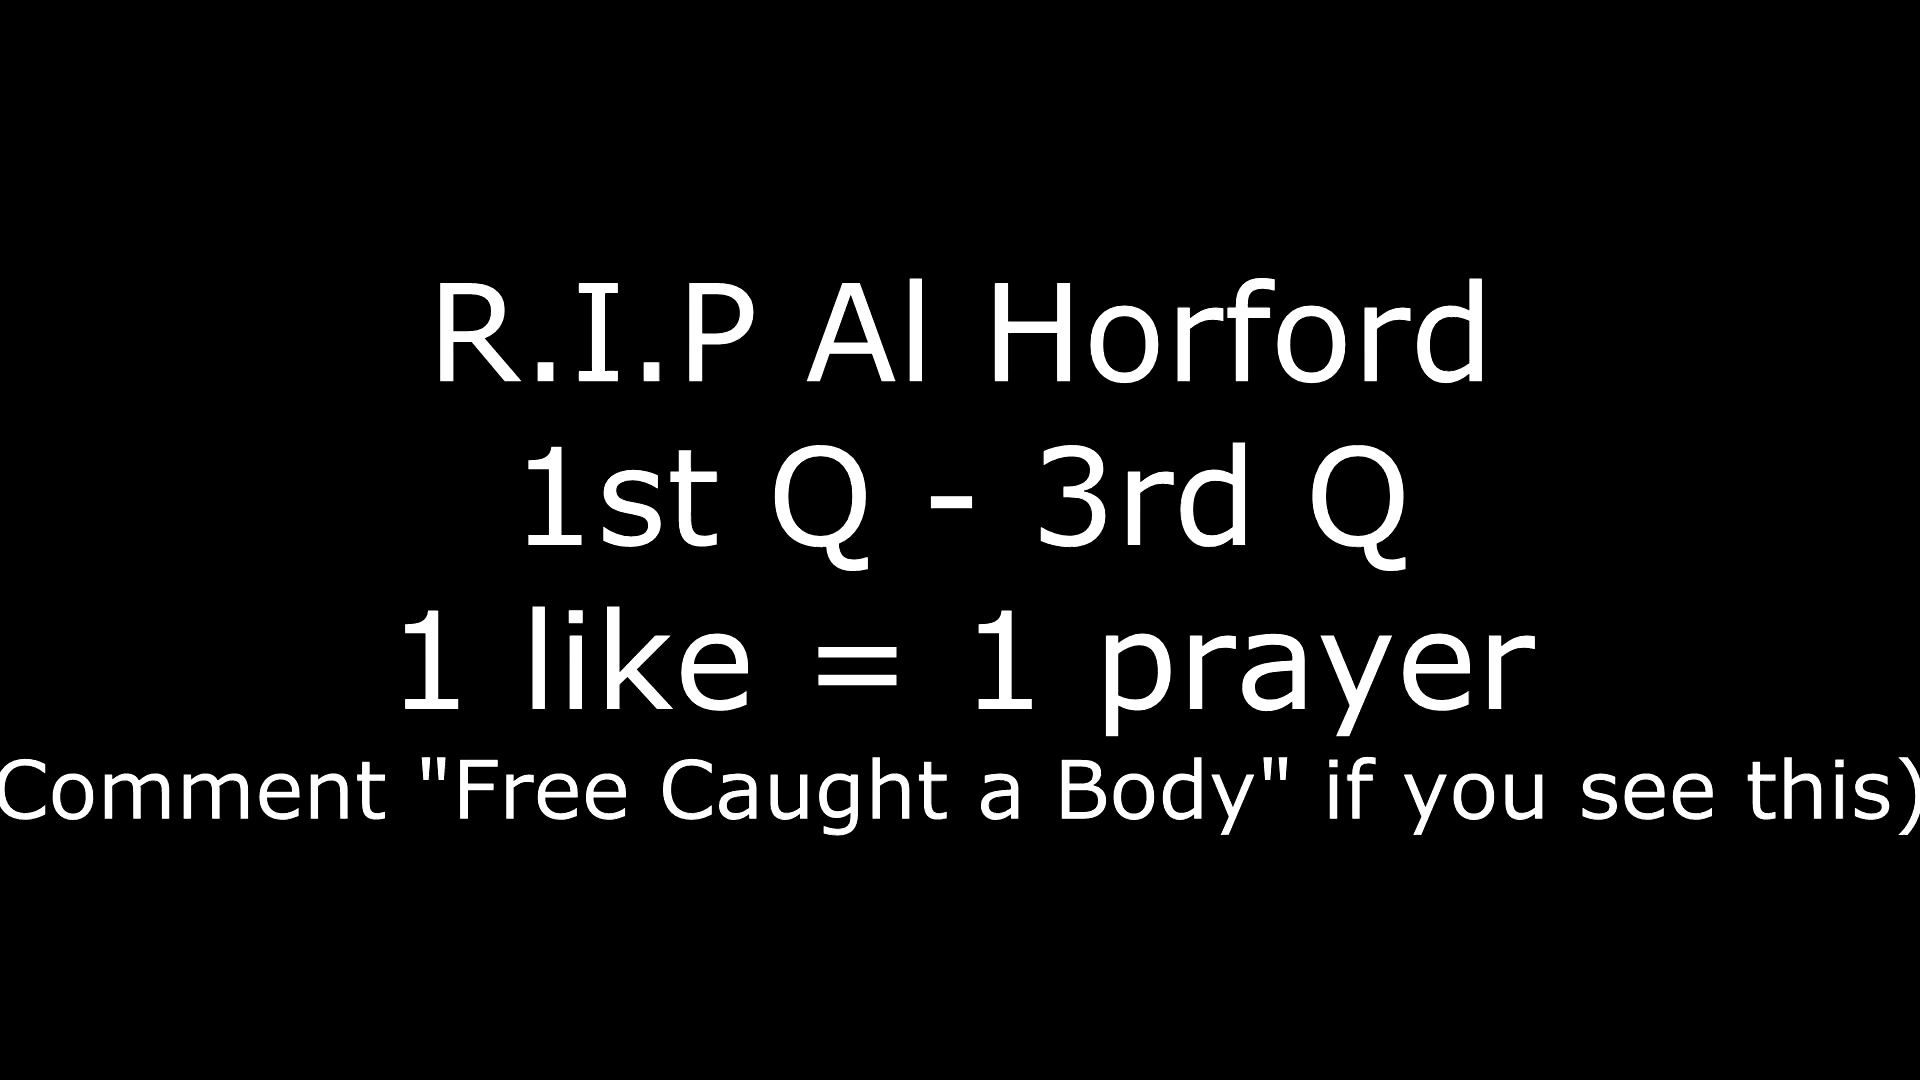 R.I.P Al Horford
1st Q - 3rd Q
1 like = 1 prayer
Comment "Free Caught a Body" if you see this)